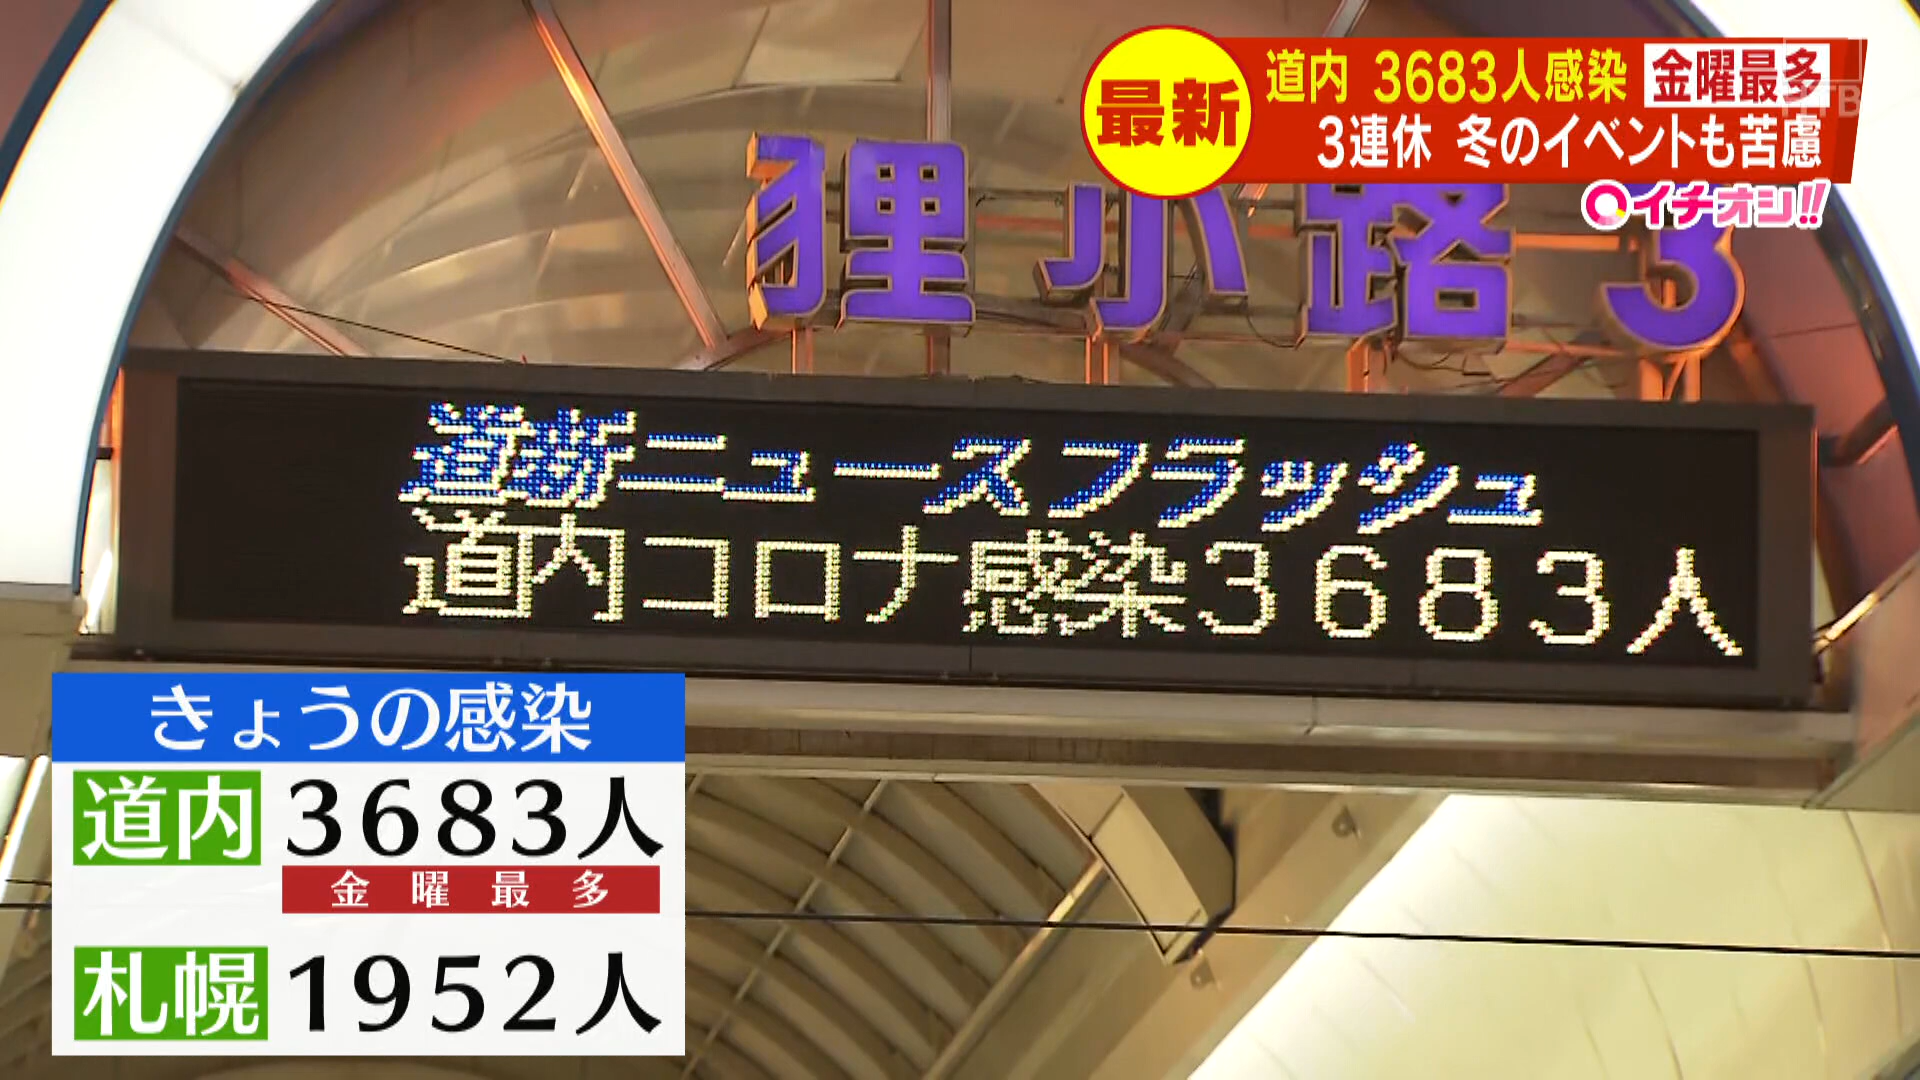 最新
道内 3683人感染 金曜最多
3連休 冬のイベントも苦慮
HTB
イチオシ!!
狸小路3
道新ニュースフラッシュ
道内コロナ感染3683人
きょうの感染
道内 3683人
金曜最多
札幌 1952人